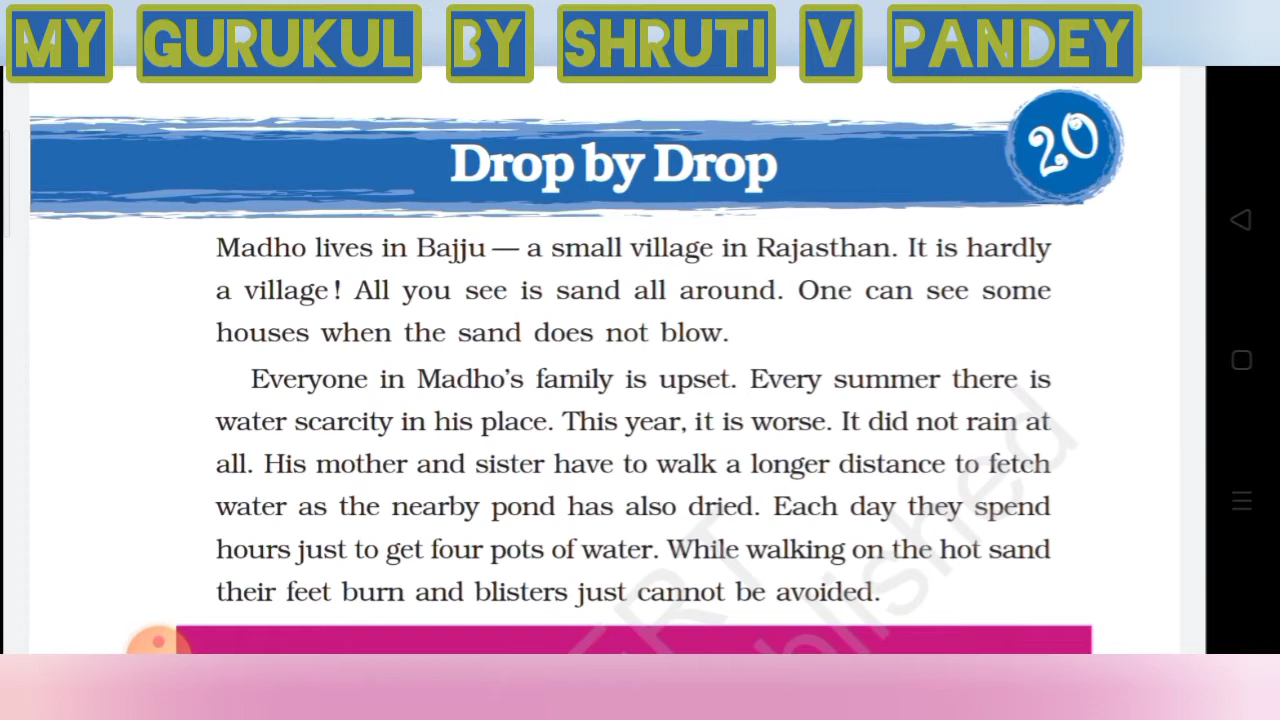 MY GURUKUL BY SHRUTI V PANDEY
Drop by Drop
20
Madho lives in Bajju — a small village in Rajasthan. It is hardly
a village! All you see is sand all around. One can see some
houses when the sand does not blow.
Everyone in Madho's family is upset. Every summer there is
water scarcity in his place. This year, it is worse. It did not rain at
all. His mother and sister have to walk a longer distance to fetch
water as the nearby pond has also dried. Each day they spend
hours just to get four pots of water. While walking on the hot sand
their feet burn and blisters just cannot be avoided.